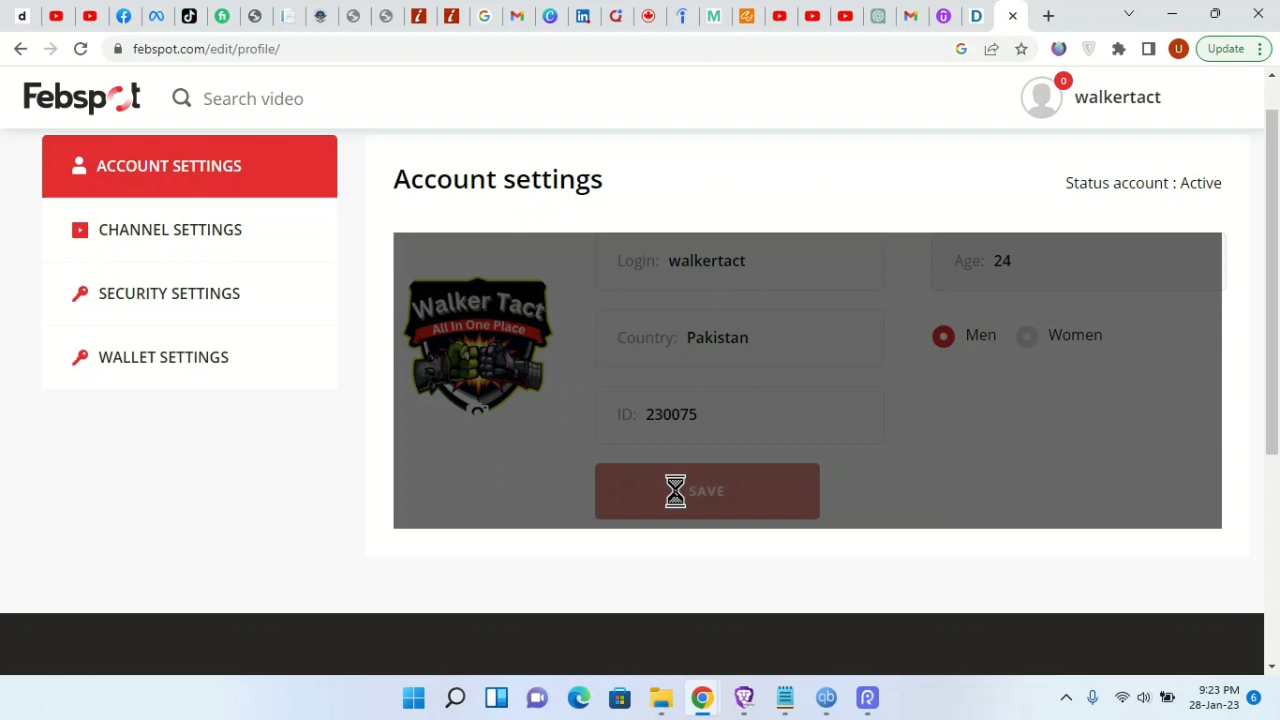 febspot.com/edit/profile/
U
Update
Febspot
Search video
0
walkertact
ACCOUNT SETTINGS
CHANNEL SETTINGS
SECURITY SETTINGS
WALLET SETTINGS
Account settings
Status account : Active
Walker Tact
All In One Place
Login: walkertact
Age: 24
Country: Pakistan
Men
Women
ID: 230075
SAVE
9:23 PM
28-Jan-23
6